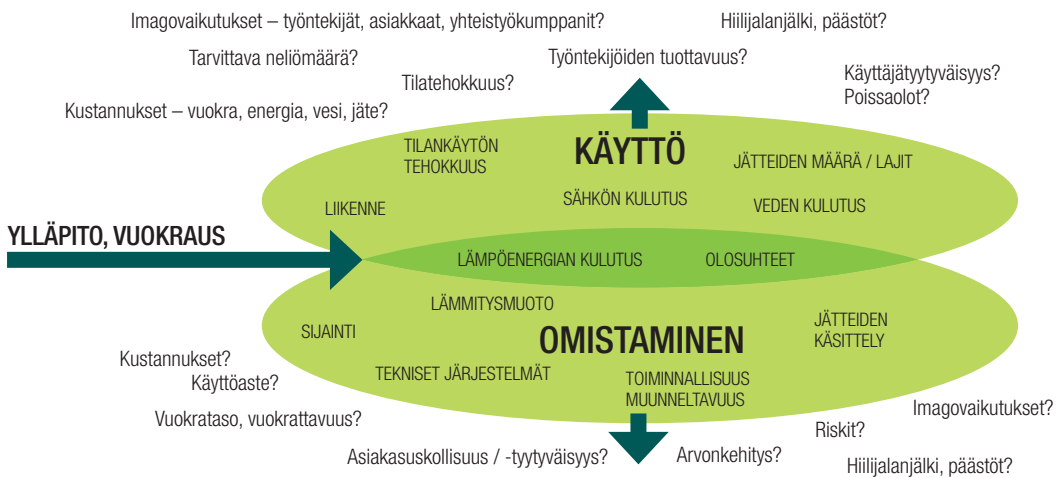 Imagovaikutukset – työntekijät, asiakkaat, yhteistyökumppanit?
Hiilijalanjälki, päästöt?
Tarvittava neliömäärä?
Työntekijöiden tuottavuus?
Tilatehokkuus?
Käyttäjätyytyväisyys?
Poissaolot?
Kustannukset – vuokra, energia, vesi, jäte?
TILANKÄYTÖN
TEHOKKUUS
KÄYTTÖ
JÄTTEIDEN MÄÄRÄ / LAJIT
SÄHKÖN KULUTUS
VEDEN KULUTUS
LIIKENNE
YLLÄPITO, VUOKRAUS
LÄMPÖENERGIAN KULUTUS
OLOSUHTEET
LÄMMITYSMUOTO
SIJAINTI
OMISTAMINEN
JÄTTEIDEN
KÄSITTELY
Kustannukset?
Käyttöaste?
TEKNISET JÄRJESTELMÄT
TOIMINNALLISUUS
MUUNNELTAVUUS
Vuokrataso, vuokrattavuus?
Imagovaikutukset?
Riskit?
Asiakasuskollisuus / -tyytyväisyys?
Arvonkehitys?
Hiilijalanjälki, päästöt?